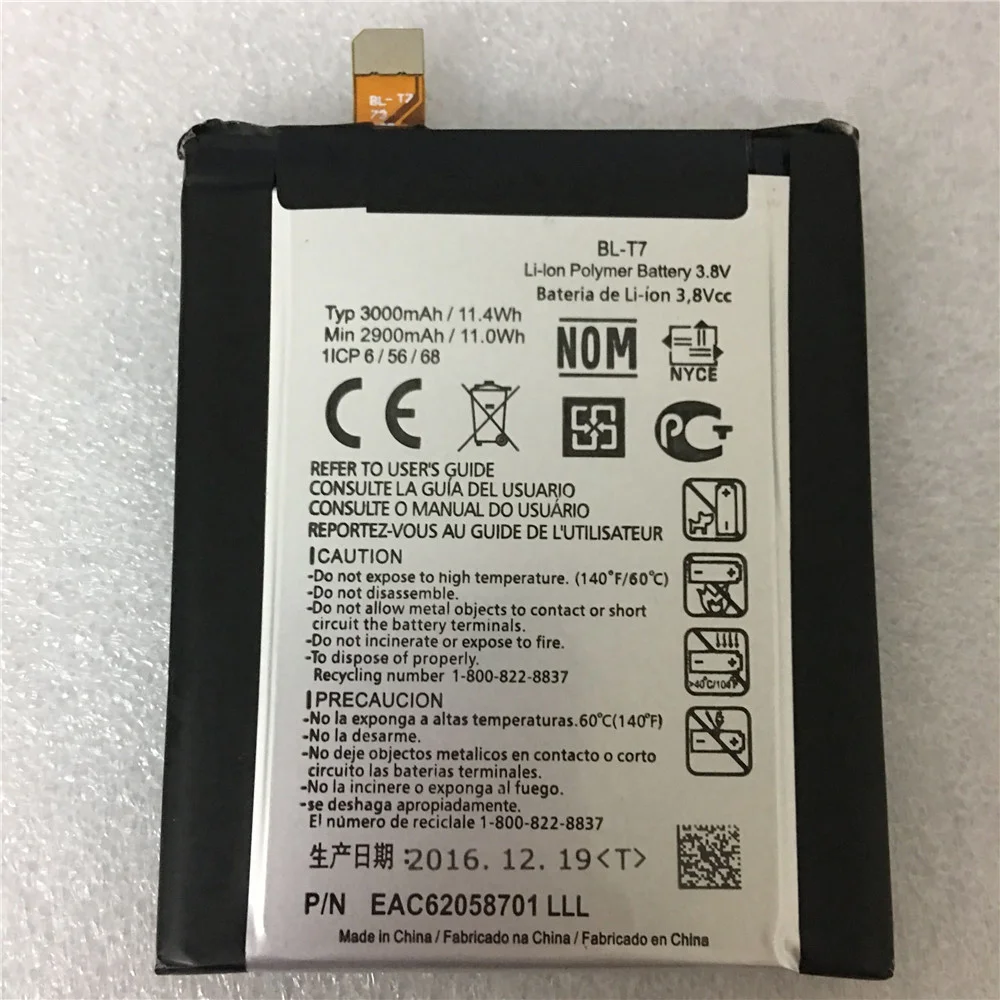 BL-T7
BL-T7
Li-Ion Polymer Battery 3.8V
Bateria de Li-íon 3,8Vcc
Typ 3000mAh / 11.4Wh
Min 2900mAh / 11.0Wh
1ICP 6 / 56 / 68
NOM
NYCE
CE
REFER TO USER'S GUIDE
CONSULTE LA GUÍA DEL USUARIO
CONSULTE O MANUAL DO USUÁRIO
REPORTEZ-VOUS AU GUIDE DE L'UTILISATEUR
CAUTION
-Do not expose to high temperature. (140°F/60℃)
-Do not disassemble.
-Do not allow metal objects to contact or short
circuit the battery terminals.
-Do not incinerate or expose to fire.
-To dispose of properly.
Recycling number 1-800-822-8837
>40℃/104°F
PRECAUCION
-No la exponga a altas temperaturas.60℃(140°F)
-No la desarme.
-No deje objectos metalicos en contacto o corto
circuito las baterias terminales.
-No la incinere o exponga al fuego.
-se deshaga apropiadamente.
El número de reciclale 1-800-822-8837
生产日期:2016.12.19<T>
P/N EAC62058701 LLL
Made in China / Fabricado na China / Fabricado en China